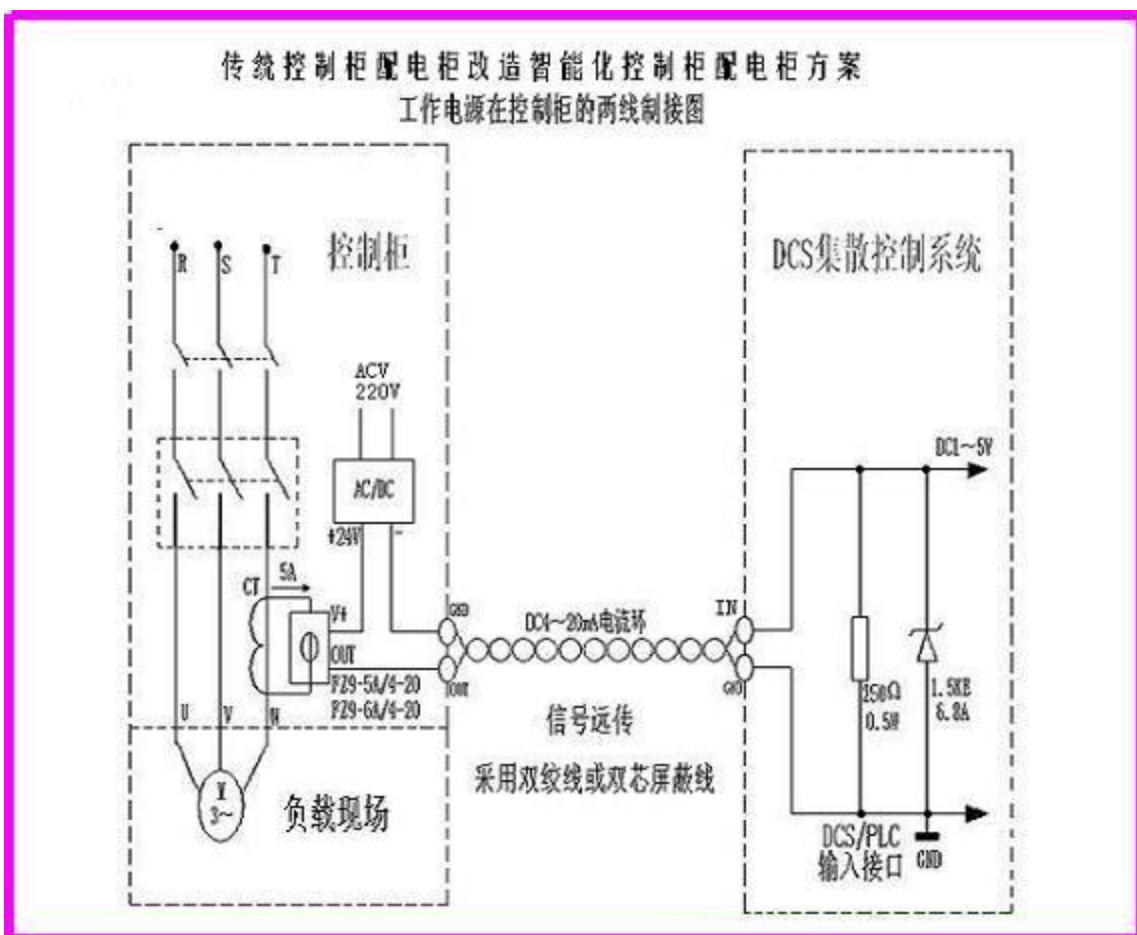 传统控制柜配电柜改造智能化控制柜配电柜方案
工作电源在控制柜的两线制接图
控制柜
DCS集散控制系统
R
S
T
ACV
220V
DC1～5V
AC/DC
+24V
-
CT
5A
V+
OUT
GND
OUT
DC4～20mA电流环
IN
GND
FZ9-5A/4-20
FZ9-6A/4-20
250Ω
0.5W
1.5KE
6.8A
U
V
W
信号远传
采用双绞线或双芯屏蔽线
M
3～
负载现场
DCS/PLC
输入接口
GND